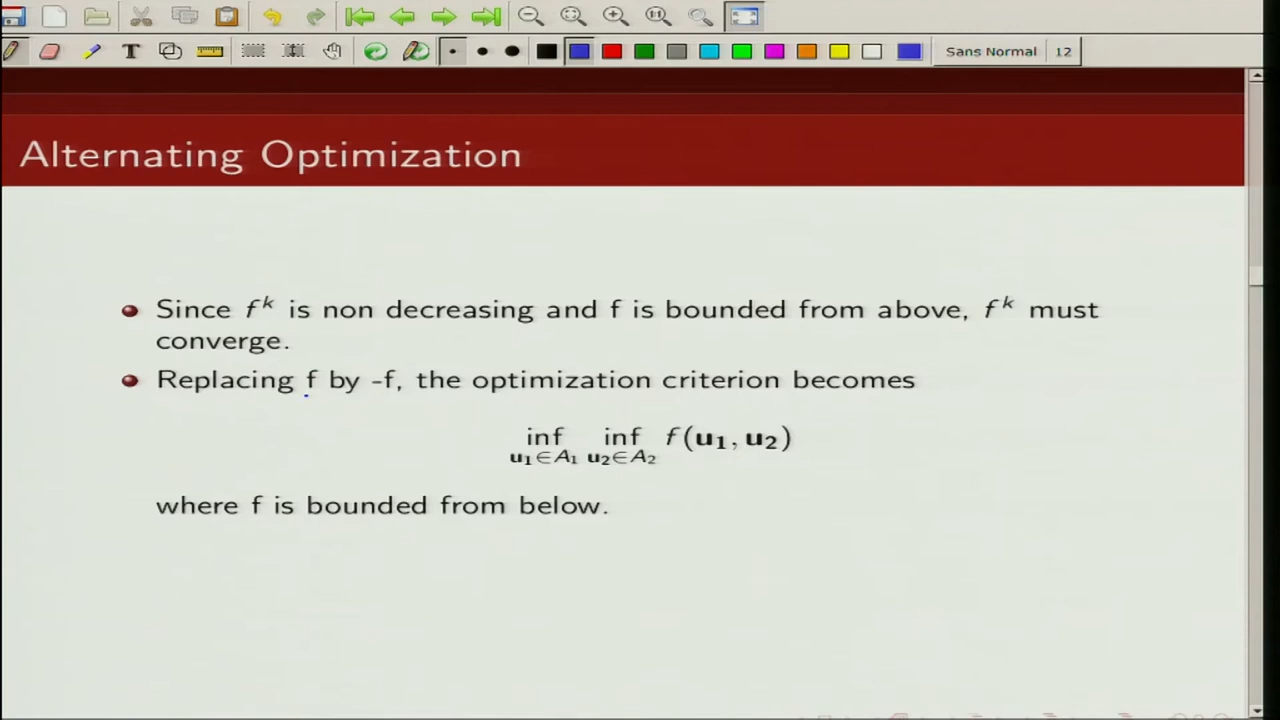 Sans Normal 12
Alternating Optimization
Since f^k is non decreasing and f is bounded from above, f^k must
converge.
Replacing f by -f, the optimization criterion becomes
inf inf f(u₁, u₂)
u₁∈A₁ u₂∈A₂
where f is bounded from below.